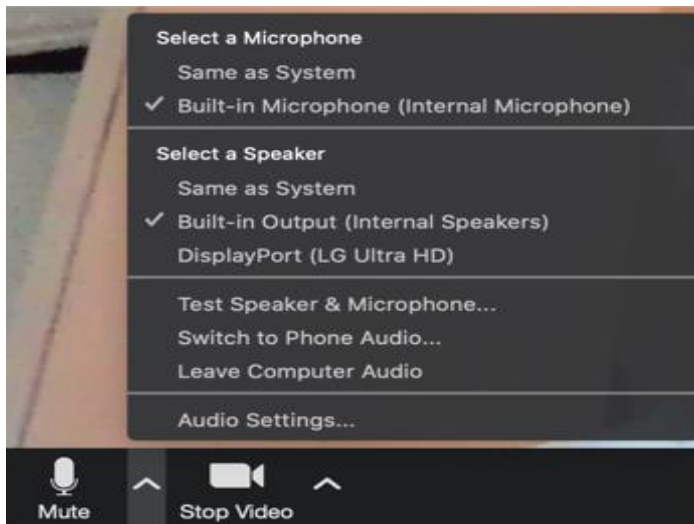 Select a Microphone
Same as System
✓ Built-in Microphone (Internal Microphone)
Select a Speaker
Same as System
✓ Built-in Output (Internal Speakers)
DisplayPort (LG Ultra HD)
Test Speaker & Microphone...
Switch to Phone Audio...
Leave Computer Audio
Audio Settings...
Mute
Stop Video